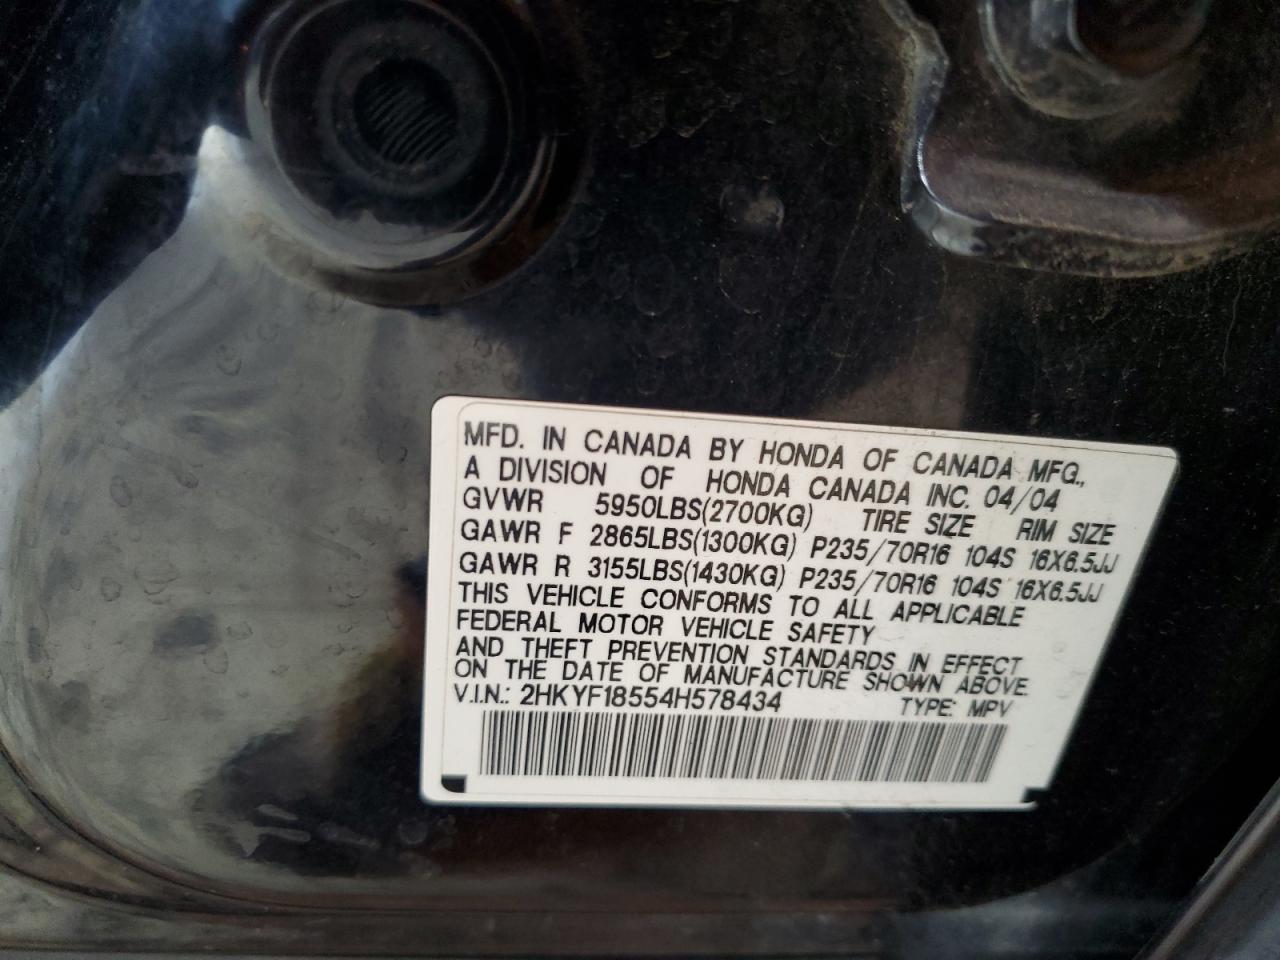 MFD. IN CANADA BY HONDA OF CANADA MFG.,
A DIVISION OF HONDA CANADA INC. 04/04
GVWR 5950LBS(2700KG) TIRE SIZE RIM SIZE
GAWR F 2865LBS(1300KG) P235/70R16 104S 16X6.5JJ
GAWR R 3155LBS(1430KG) P235/70R16 104S 16X6.5JJ
THIS VEHICLE CONFORMS TO ALL APPLICABLE
FEDERAL MOTOR VEHICLE SAFETY
AND THEFT PREVENTION STANDARDS IN EFFECT
ON THE DATE OF MANUFACTURE SHOWN ABOVE.
V.I.N.: 2HKYF18554H578434 TYPE: MPV